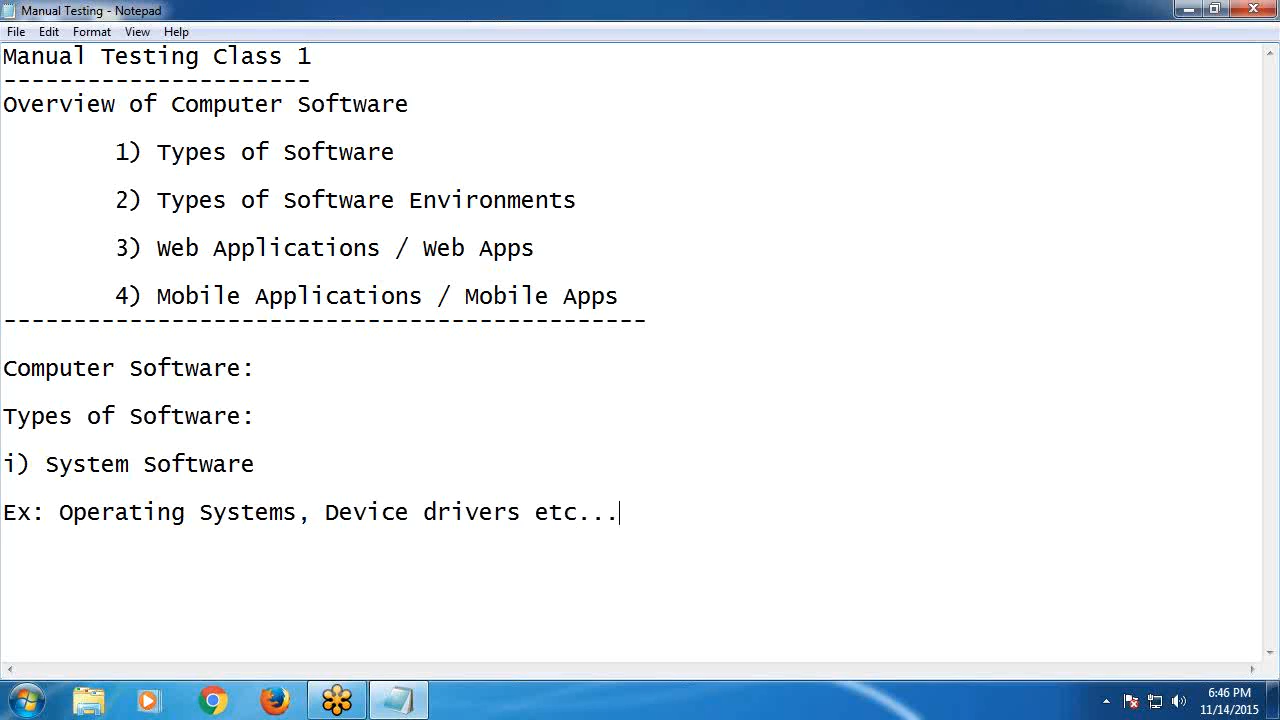 Manual Testing - Notepad
File Edit Format View Help
Manual Testing Class 1
----------------------
Overview of Computer Software
1) Types of Software
2) Types of Software Environments
3) Web Applications / Web Apps
4) Mobile Applications / Mobile Apps
----------------------------------------------
Computer Software:
Types of Software:
i) System Software
Ex: Operating Systems, Device drivers etc...
6:46 PM
11/14/2015